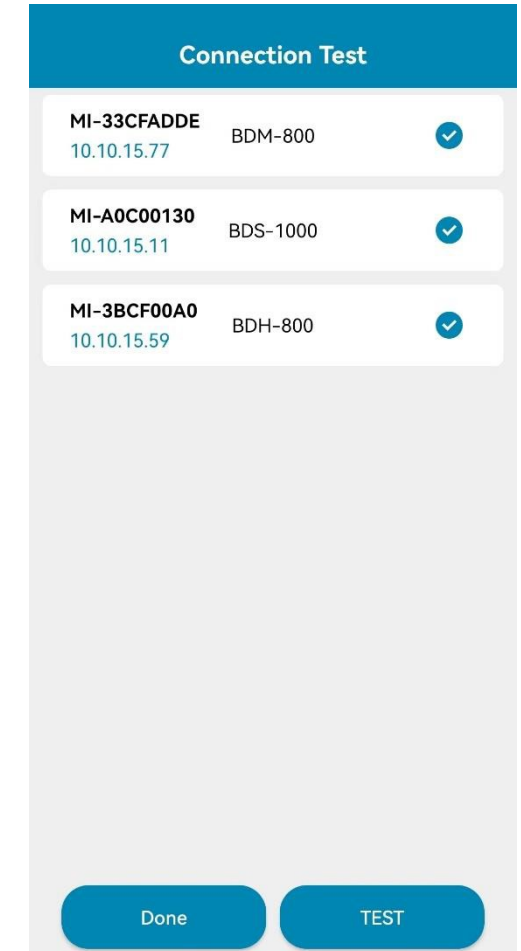 Connection Test
MI-33CFADDE
BDM-800
10.10.15.77
MI-A0C00130
BDS-1000
10.10.15.11
MI-3BCF00A0
BDH-800
10.10.15.59
Done
TEST